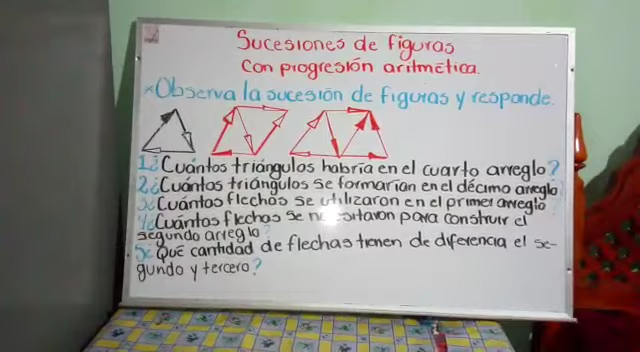 Sucesiones de figuras
con progresión aritmética.
*Observa la sucesión de figuras y responde.
1¿Cuántos triángulos habría en el cuarto arreglo?
2¿Cuántos triángulos se formarían en el décimo arreglo
3¿Cuántos flechas se utilizaron en el primer arreglo?
4¿Cuántos flechas se necesitaron para construir el
segundo arreglo?
5¿Qué cantidad de flechas tienen de diferencia el se-
gundo y tercero?